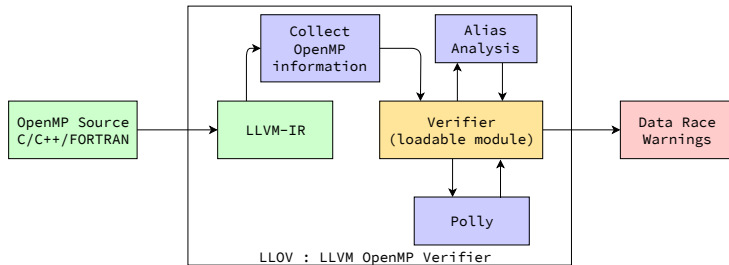 Collect
OpenMP
information
Alias
Analysis
OpenMP Source
C/C++/FORTRAN
LLVM-IR
Verifier
(loadable module)
Data Race
Warnings
Polly
LLOV : LLVM OpenMP Verifier